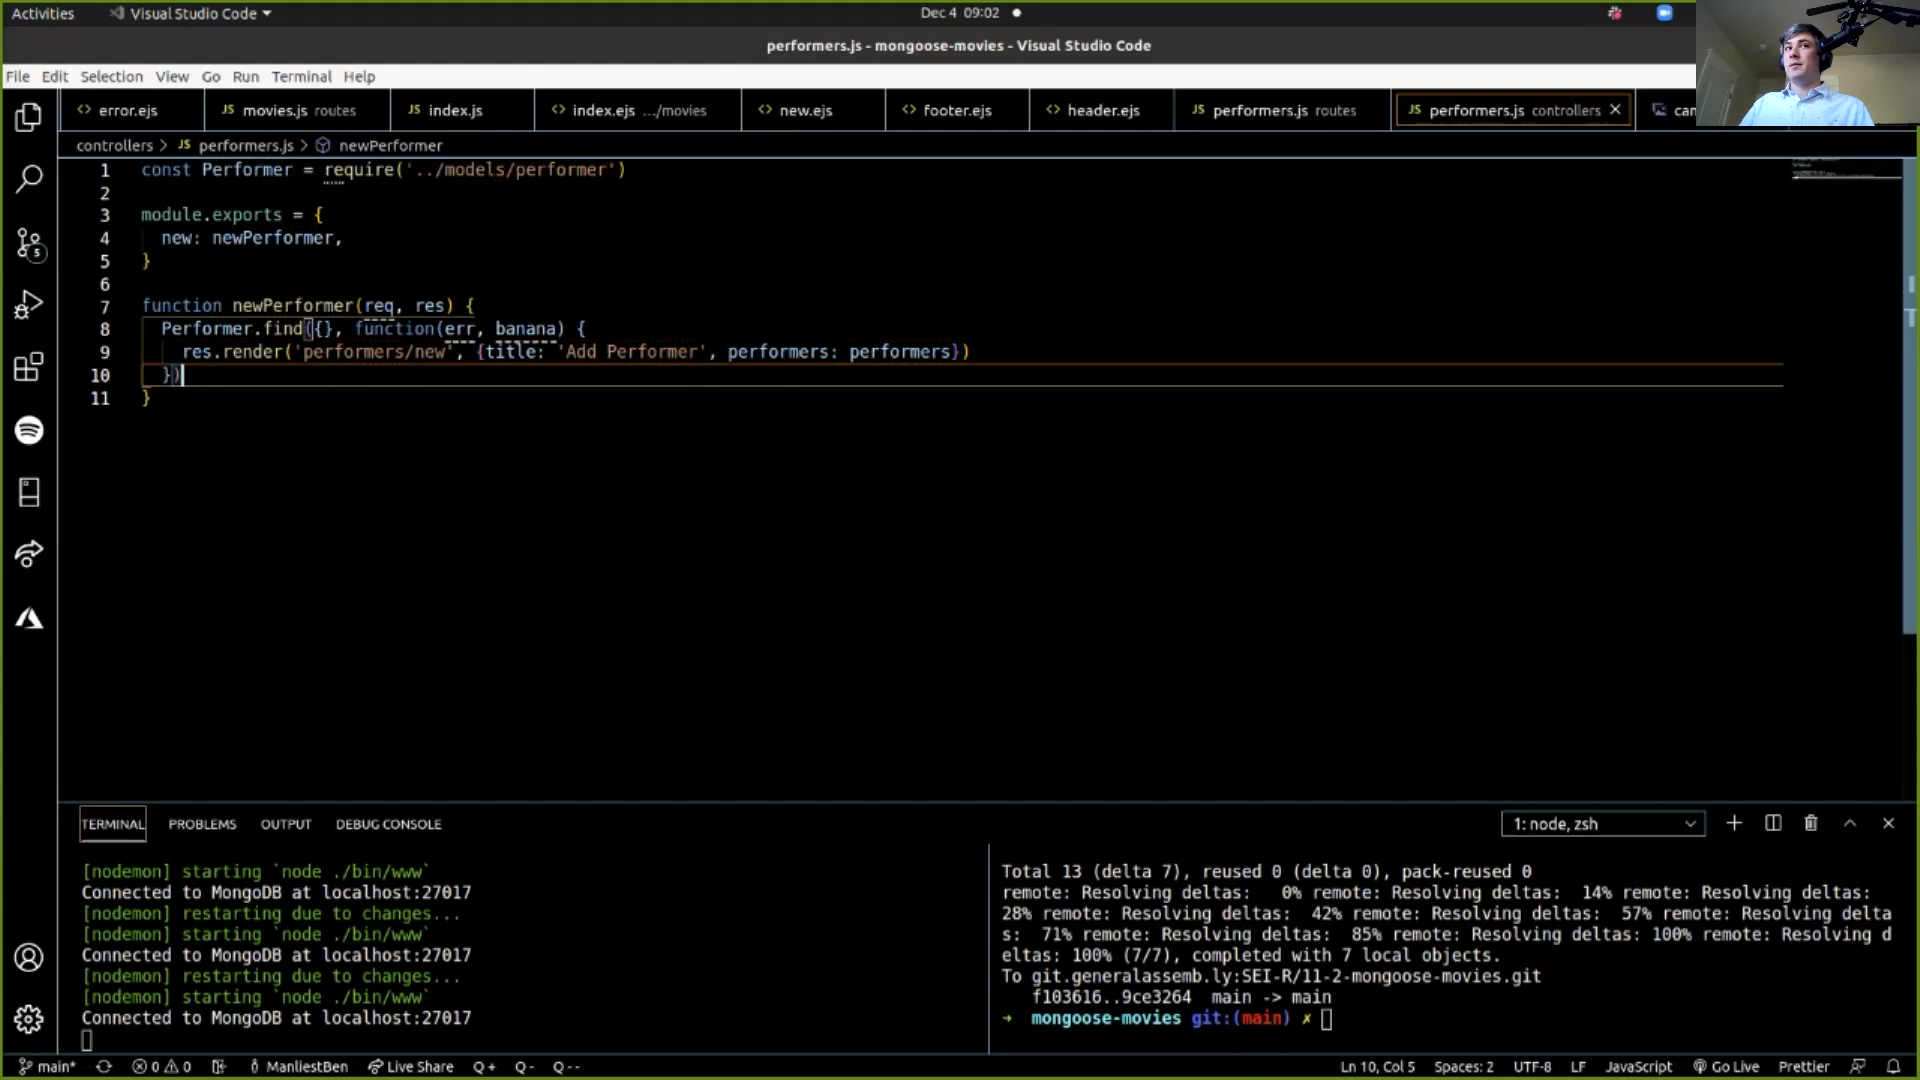 Activities Visual Studio Code Dec 4 09:02
performers.js - mongoose-movies - Visual Studio Code
File Edit Selection View Go Run Terminal Help
<> error.ejs JS movies.js routes JS index.js <> index.ejs .../movies <> new.ejs <> footer.ejs <> header.ejs JS performers.js routes JS performers.js controllers
controllers > JS performers.js > newPerformer
1 const Performer = require('../models/performer')
2
3 module.exports = {
4 new: newPerformer,
5 }
6
7 function newPerformer(req, res) {
8 Performer.find({}, function(err, banana) {
9 res.render('performers/new', {title: 'Add Performer', performers: performers})
10 })
11 }
5
TERMINAL PROBLEMS OUTPUT DEBUG CONSOLE 1: node, zsh
[nodemon] starting `node ./bin/www`
Connected to MongoDB at localhost:27017
[nodemon] restarting due to changes...
[nodemon] starting `node ./bin/www`
Connected to MongoDB at localhost:27017
[nodemon] restarting due to changes...
[nodemon] starting `node ./bin/www`
Connected to MongoDB at localhost:27017
Total 13 (delta 7), reused 0 (delta 0), pack-reused 0
remote: Resolving deltas: 0% remote: Resolving deltas: 14% remote: Resolving deltas:
28% remote: Resolving deltas: 42% remote: Resolving deltas: 57% remote: Resolving delta
s: 71% remote: Resolving deltas: 85% remote: Resolving deltas: 100% remote: Resolving d
eltas: 100% (7/7), completed with 7 local objects.
To git.generalassemb.ly:SEI-R/11-2-mongoose-movies.git
f103616..9ce3264 main -> main
→ mongoose-movies git:(main) ✗
main* 0 0 ManliestBen Live Share Q+ Q- Q-- Ln 10, Col 5 Spaces: 2 UTF-8 LF JavaScript Go Live Prettier